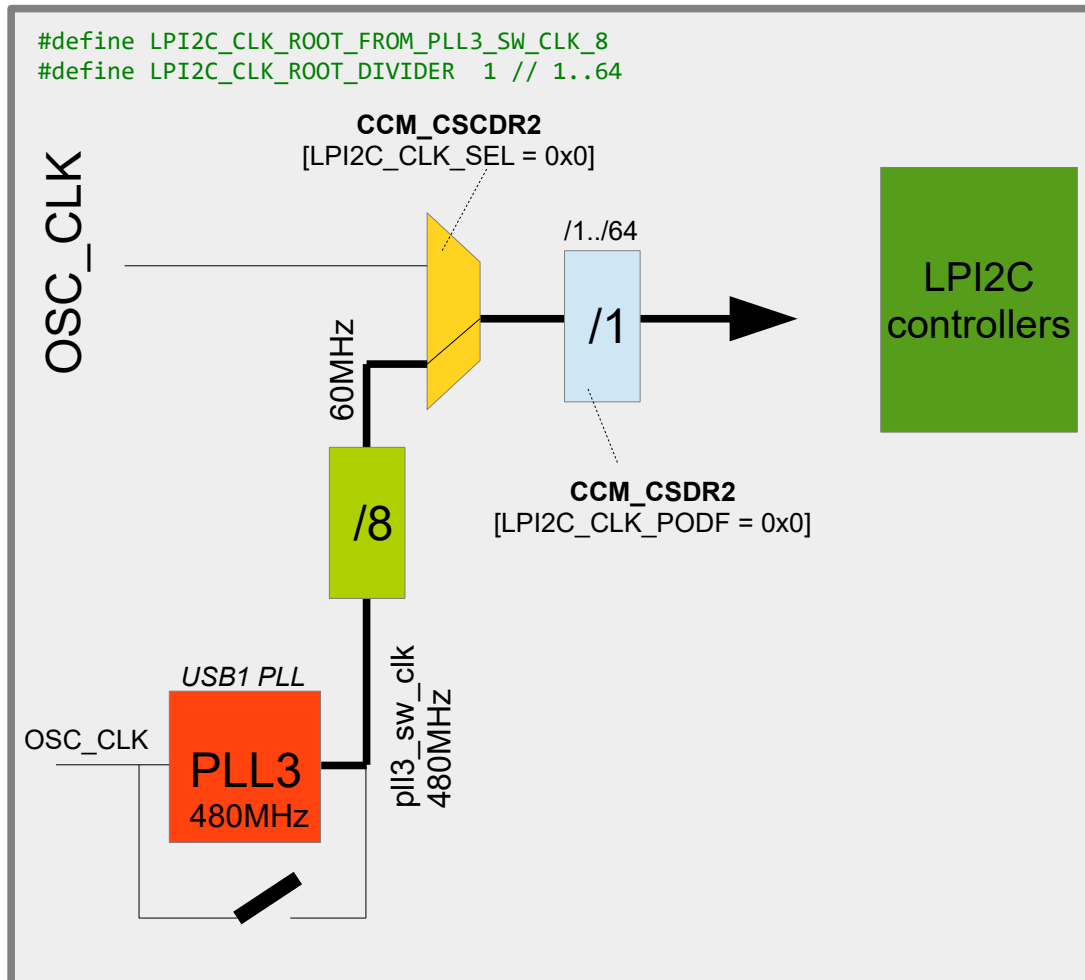 #define LPI2C_CLK_ROOT_FROM_PLL3_SW_CLK_8
#define LPI2C_CLK_ROOT_DIVIDER  1 // 1..64
CCM_CSCDR2
[LPI2C_CLK_SEL = 0x0]
OSC_CLK
/1../64
/1
LPI2C
controllers
60MHz
CCM_CSDR2
[LPI2C_CLK_PODF = 0x0]
/8
pll3_sw_clk
480MHz
USB1 PLL
OSC_CLK
PLL3
480MHz